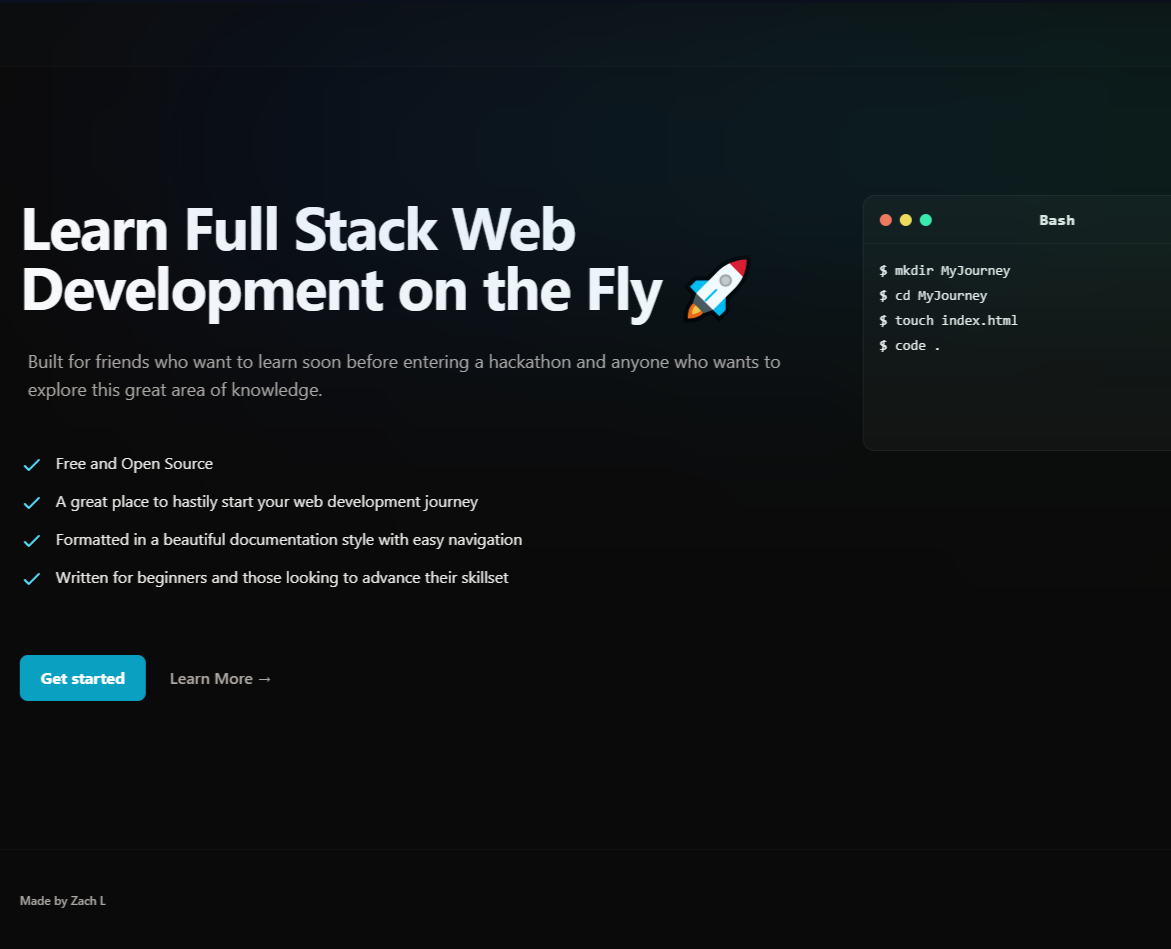 Learn Full Stack Web
Development on the Fly 🚀
Built for friends who want to learn soon before entering a hackathon and anyone who wants to
explore this great area of knowledge.
Free and Open Source
A great place to hastily start your web development journey
Formatted in a beautiful documentation style with easy navigation
Written for beginners and those looking to advance their skillset
Get started
Learn More →
Bash
$ mkdir MyJourney
$ cd MyJourney
$ touch index.html
$ code .
Made by Zach L